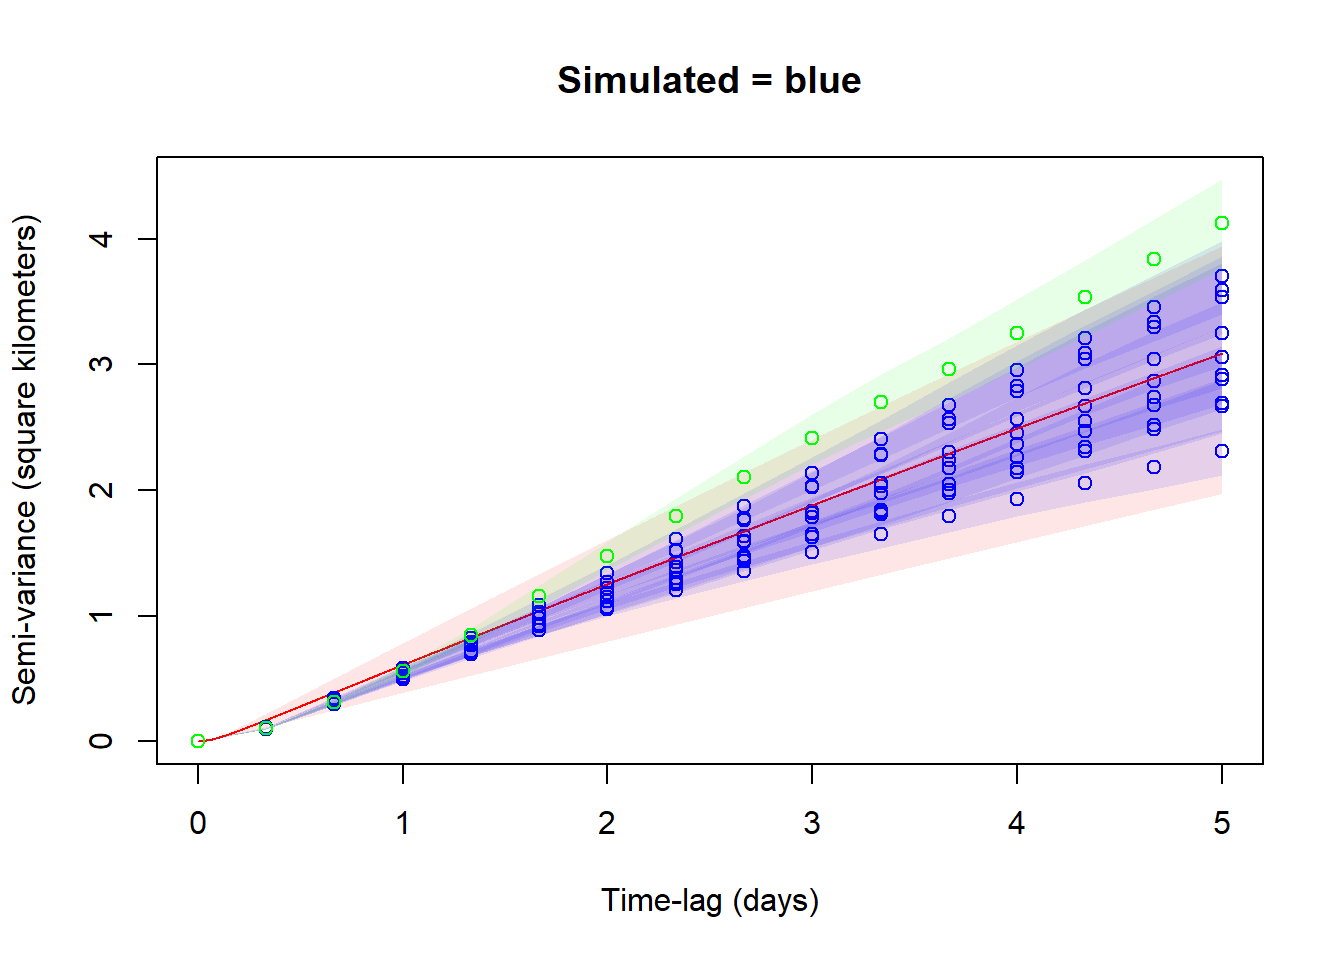 Simulated = blue
Semi-variance (square kilometers)
4
3
2
1
0
0 1 2 3 4 5
Time-lag (days)